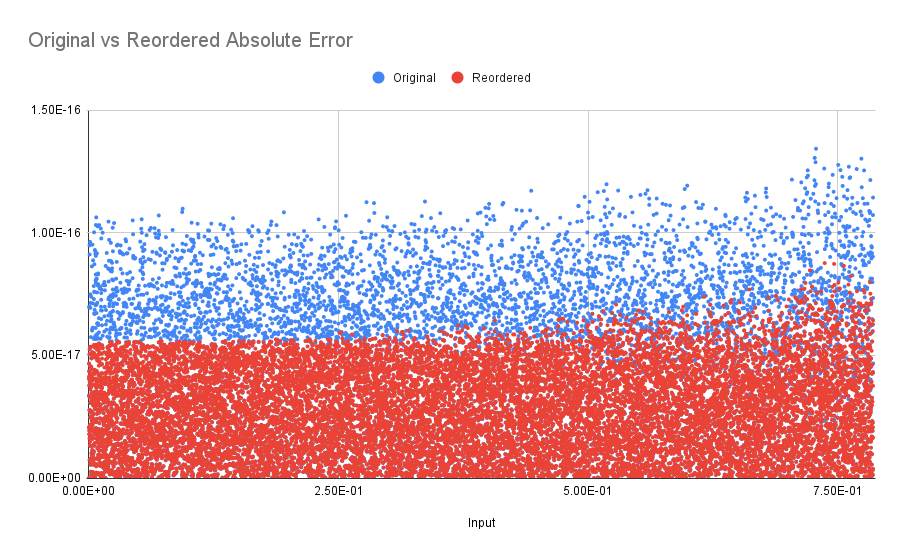 Original vs Reordered Absolute Error
Original Reordered
1.50E-16
1.00E-16
5.00E-17
0.00E+00
0.00E+00 2.50E-01 5.00E-01 7.50E-01
Input